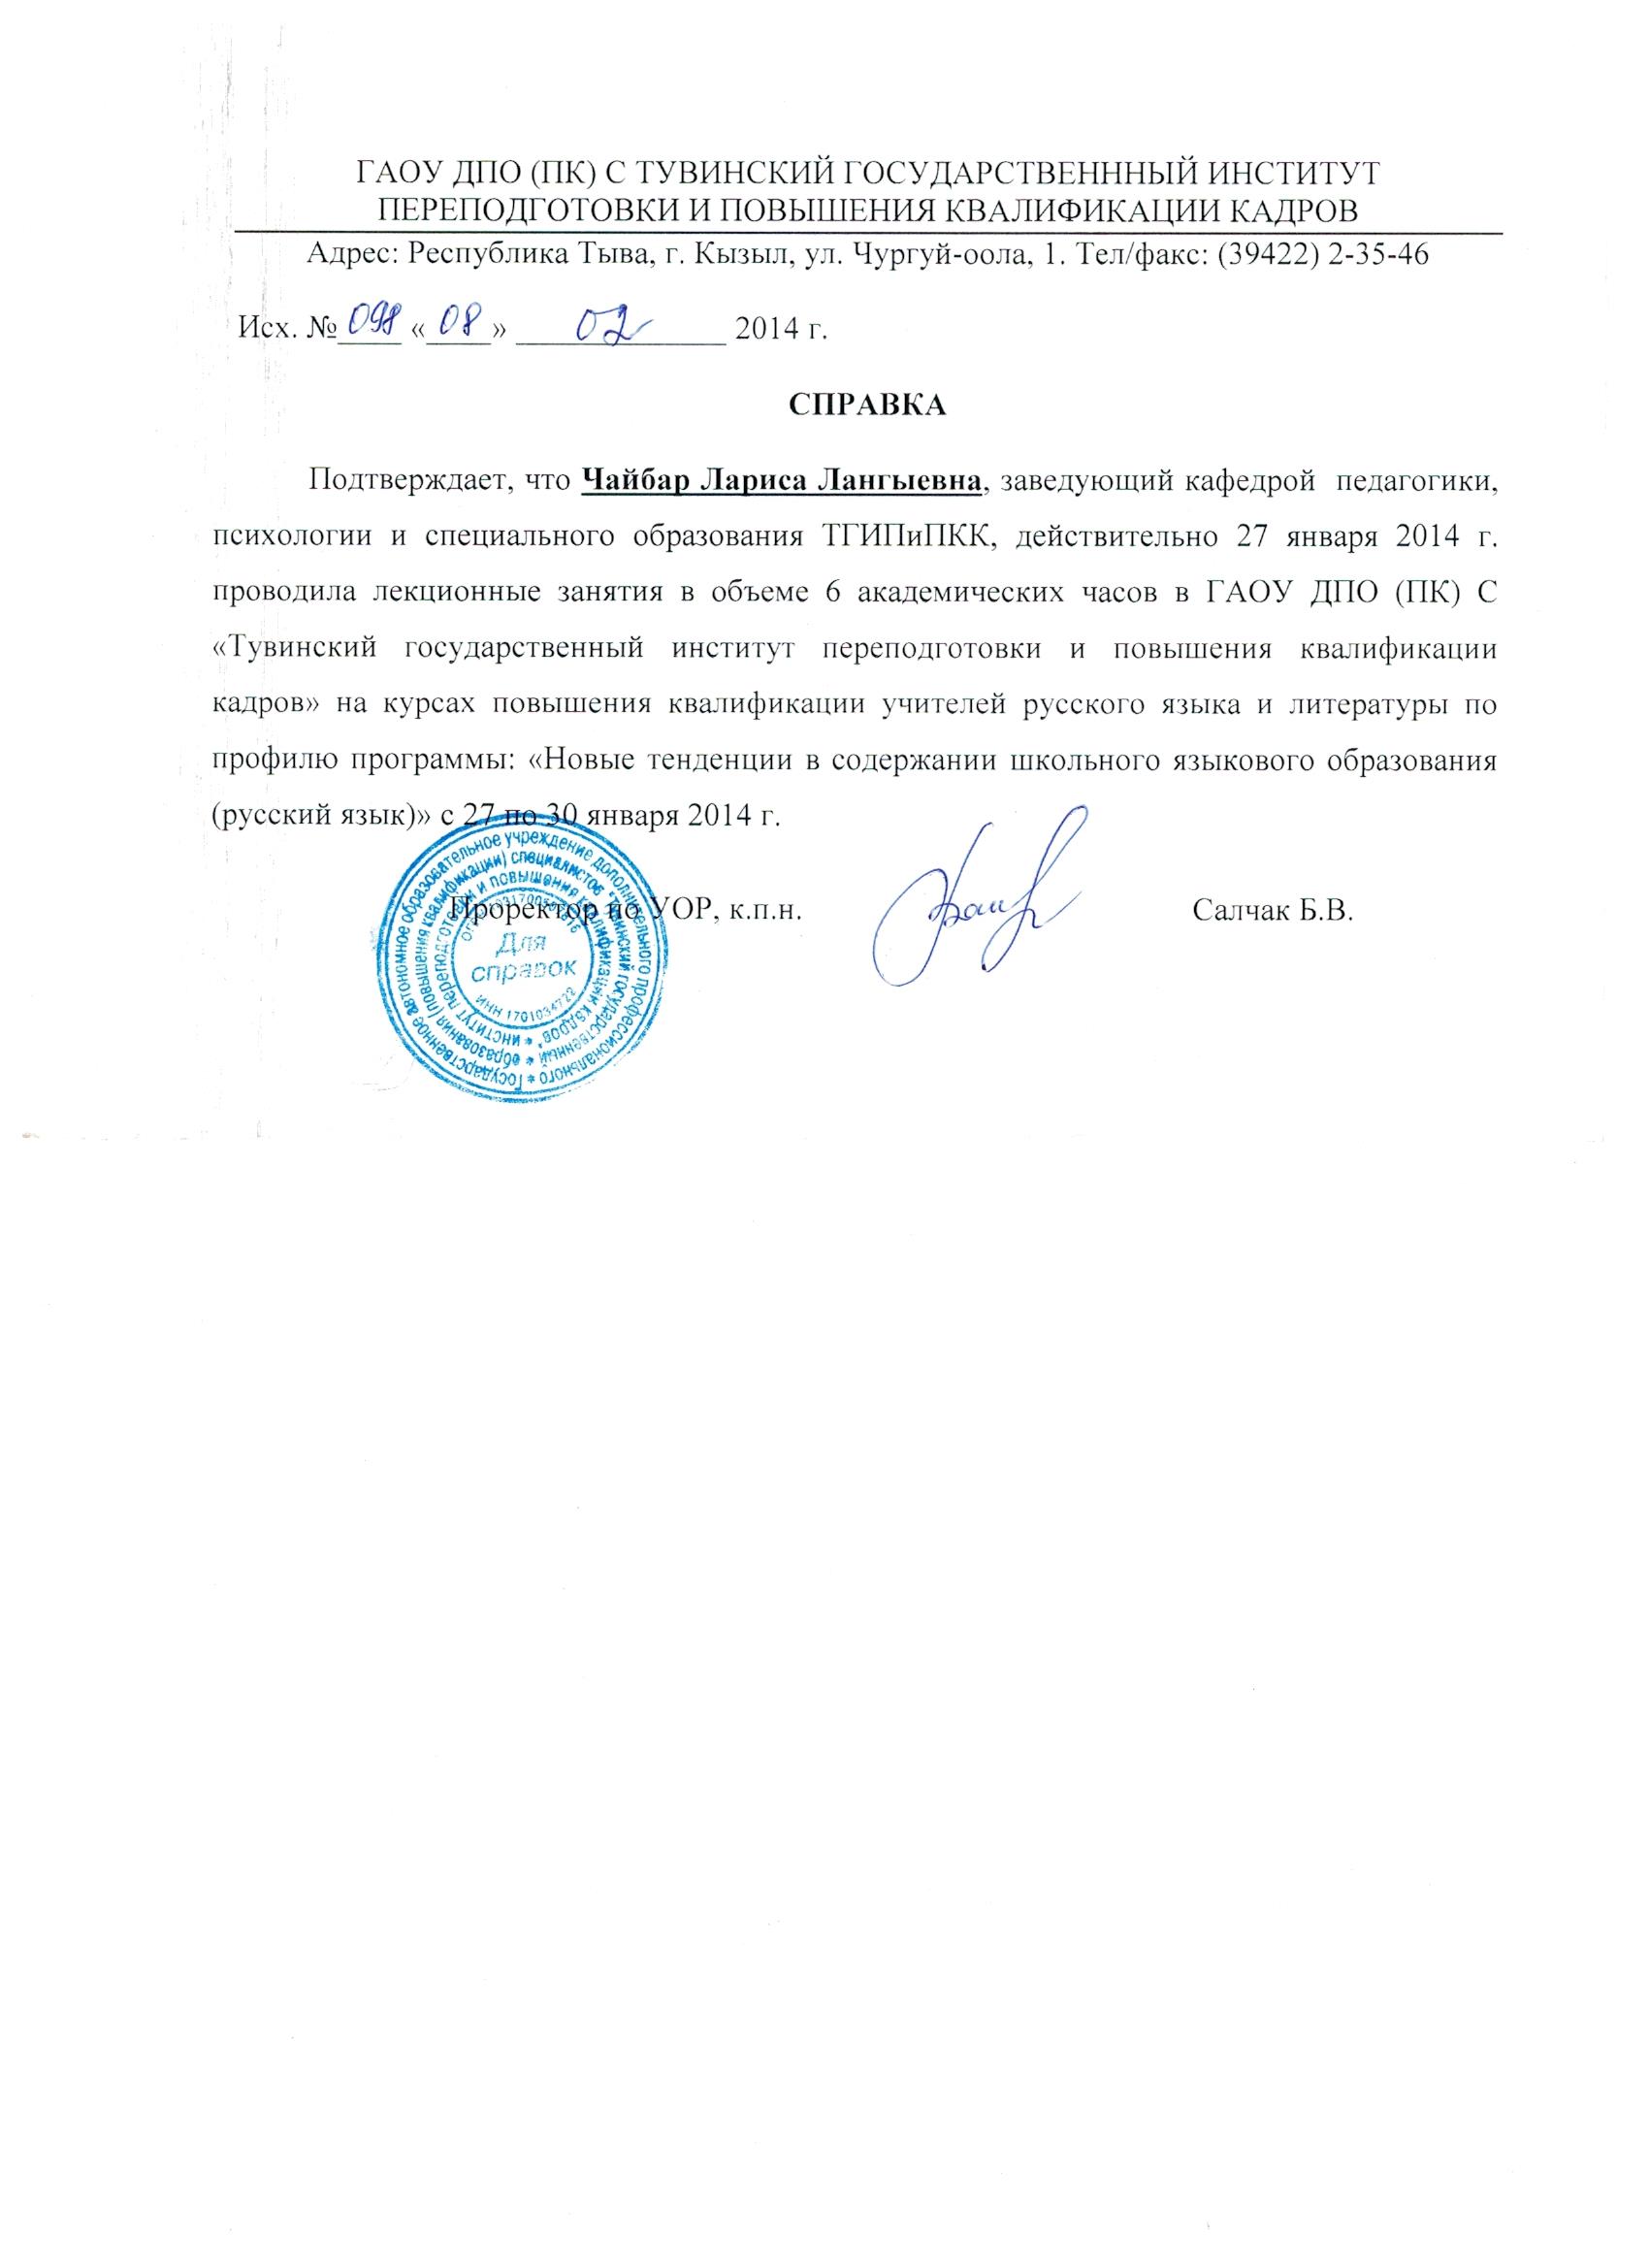 ГАОУ ДПО (ПК) С ТУВИНСКИЙ ГОСУДАРСТВЕНННЫЙ ИНСТИТУТ
ПЕРЕПОДГОТОВКИ И ПОВЫШЕНИЯ КВАЛИФИКАЦИИ КАДРОВ
Адрес: Республика Тыва, г. Кызыл, ул. Чургуй-оола, 1. Тел/факс: (39422) 2-35-46
Исх. № «08» 02 2014 г.
СПРАВКА
Подтверждает, что Чайбар Лариса Лангыевна, заведующий кафедрой педагогики,
психологии и специального образования ТГИПиПКК, действительно 27 января 2014 г.
проводила лекционные занятия в объеме 6 академических часов в ГАОУ ДПО (ПК) С
«Тувинский государственный институт переподготовки и повышения квалификации
кадров» на курсах повышения квалификации учителей русского языка и литературы по
профилю программы: «Новые тенденции в содержании школьного языкового образования
(русский язык)» с 27 по 30 января 2014 г.
Проректор по УОР, к.п.н. Салчак Б.В.
Государственное автономное образовательное учреждение дополнительного профессионального
образования (повышения квалификации) специалистов "Тувинский государственный
институт переподготовки и повышения квалификации кадров"
Для
справок
ИНН 1701034722